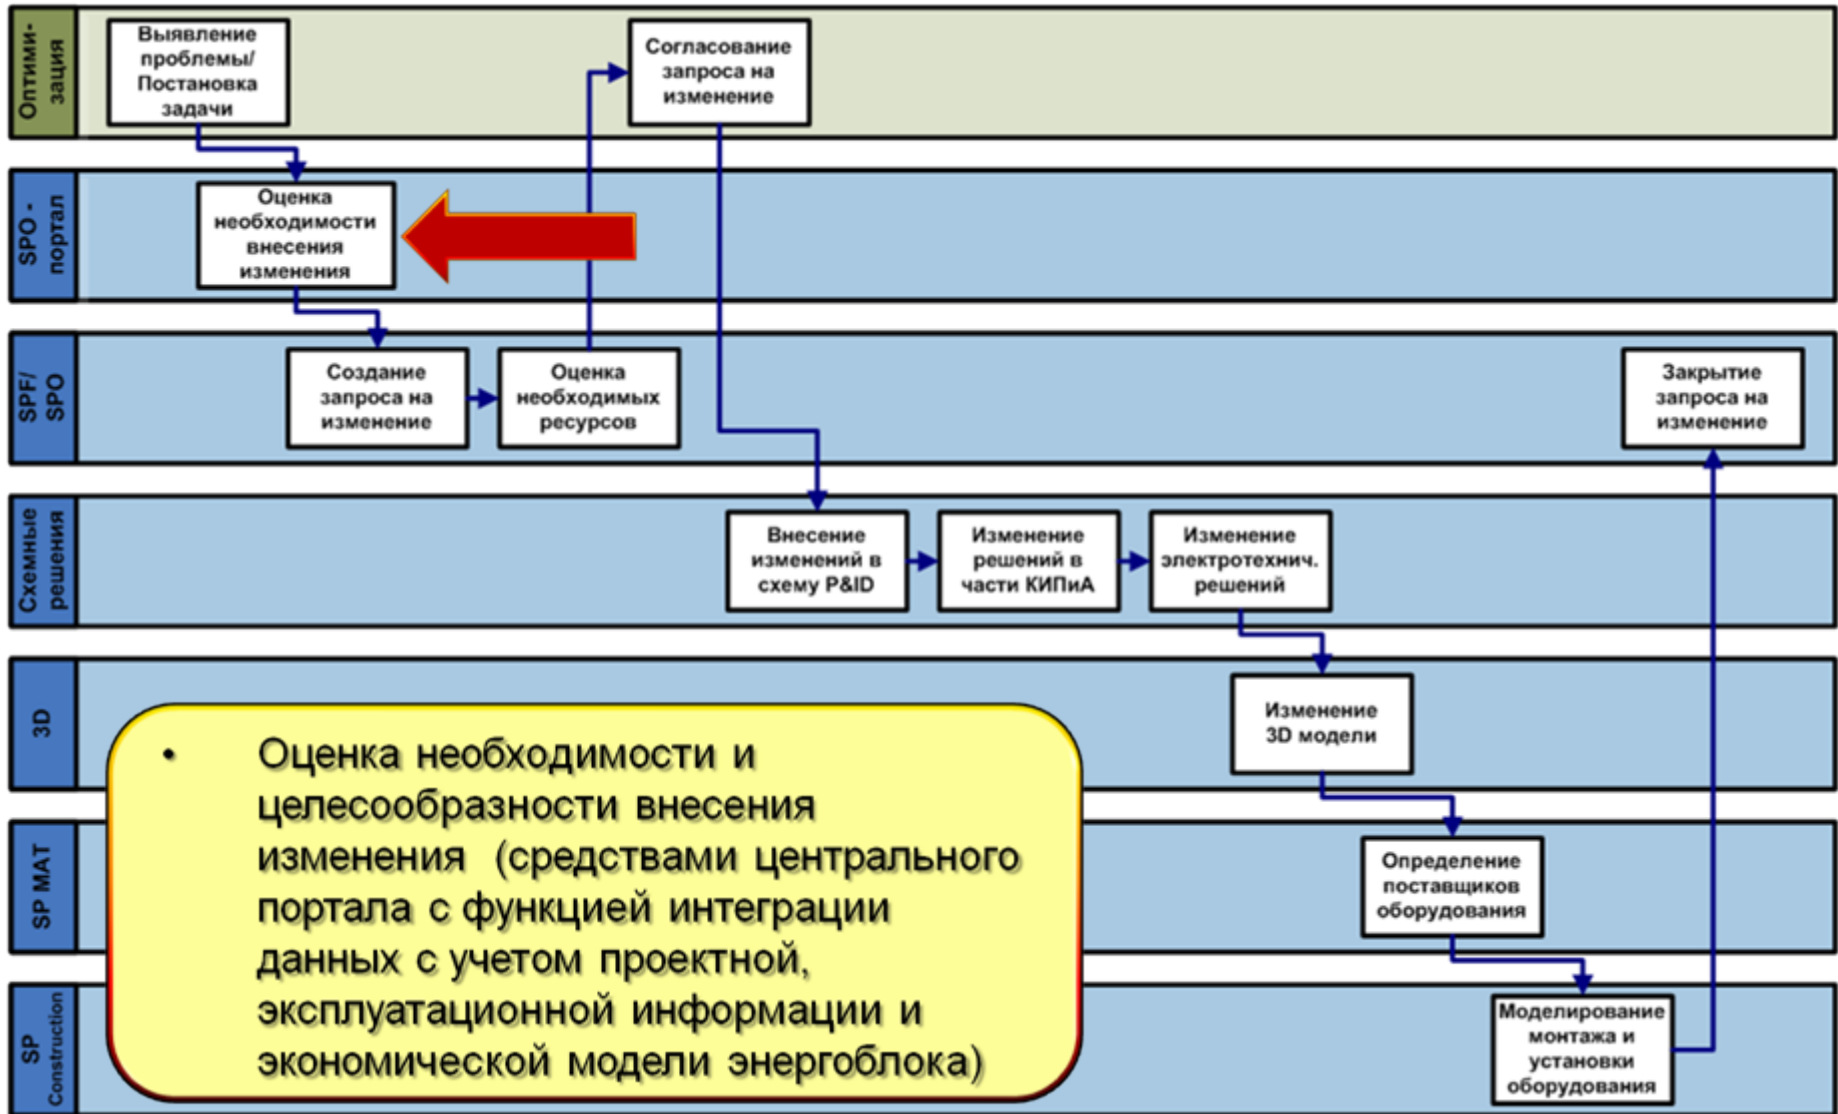 Оптими-
зация
Выявление
проблемы/
Постановка
задачи
Согласование
запроса на
изменение
SPO -
портал
Оценка
необходимости
внесения
изменения
SPF/
SPO
Создание
запроса на
изменение
Оценка
необходимых
ресурсов
Закрытие
запроса на
изменение
Схемные
решения
Внесение
изменений в
схему P&ID
Изменение
решений в
части КИПиА
Изменение
электротехнич.
решений
3D
Изменение
3D модели
SP MAT
Определение
поставщиков
оборудования
SP
Construction
Моделирование
монтажа и
установки
оборудования
• Оценка необходимости и
целесообразности внесения
изменения (средствами центрального
портала с функцией интеграции
данных с учетом проектной,
эксплуатационной информации и
экономической модели энергоблока)